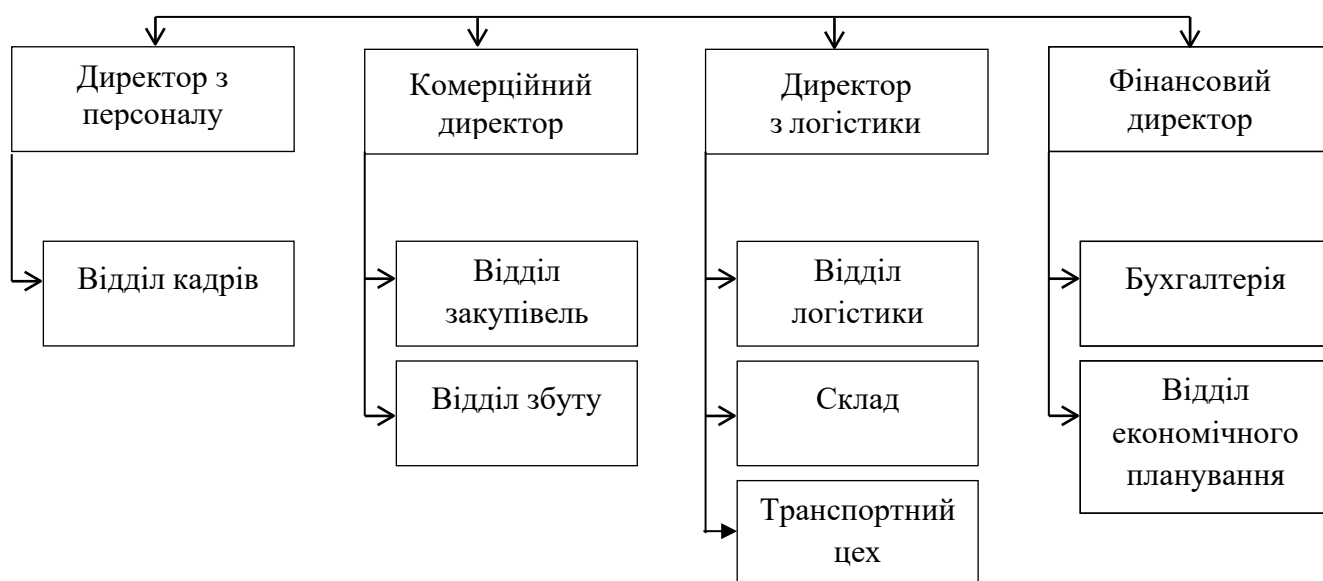 Директор з
персоналу
Комерційний
директор
Директор
з логістики
Фінансовий
директор
Відділ кадрів
Відділ
закупівель
Відділ
логістики
Бухгалтерія
Відділ збуту
Склад
Відділ
економічного
планування
Транспортний
цех